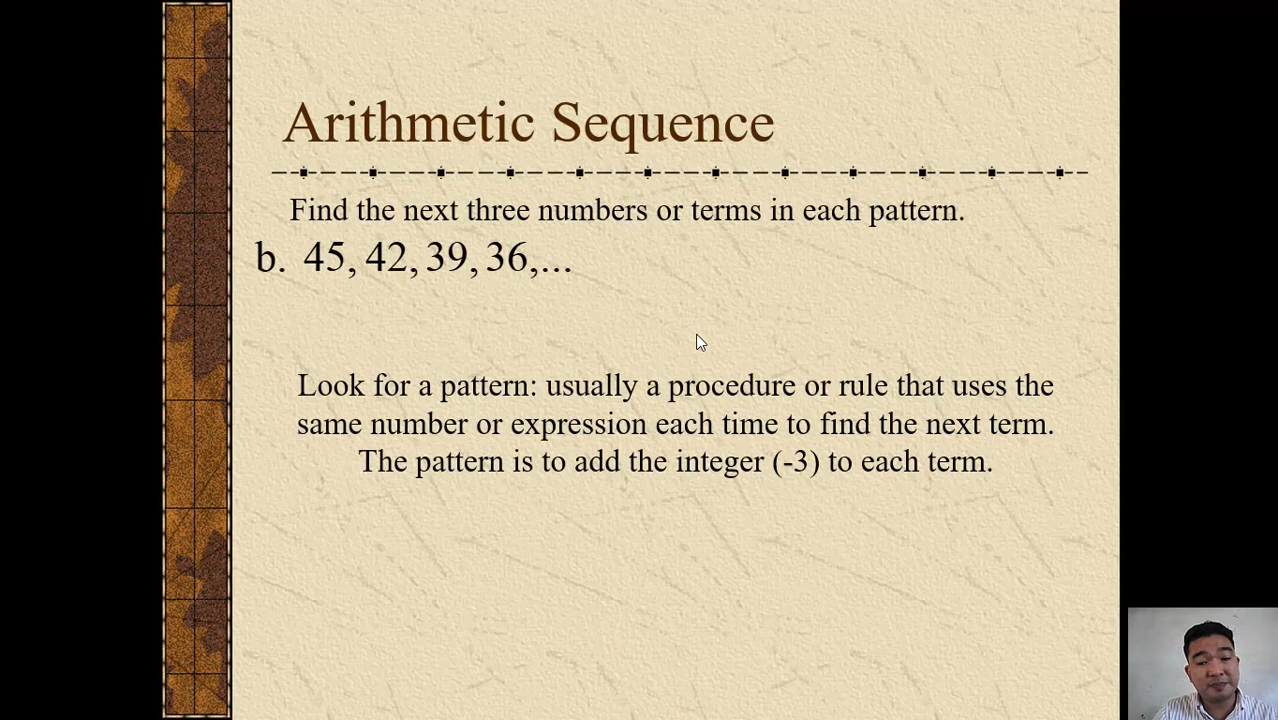 Arithmetic Sequence
Find the next three numbers or terms in each pattern.
b. 45, 42, 39, 36,...
Look for a pattern: usually a procedure or rule that uses the
same number or expression each time to find the next term.
The pattern is to add the integer (-3) to each term.